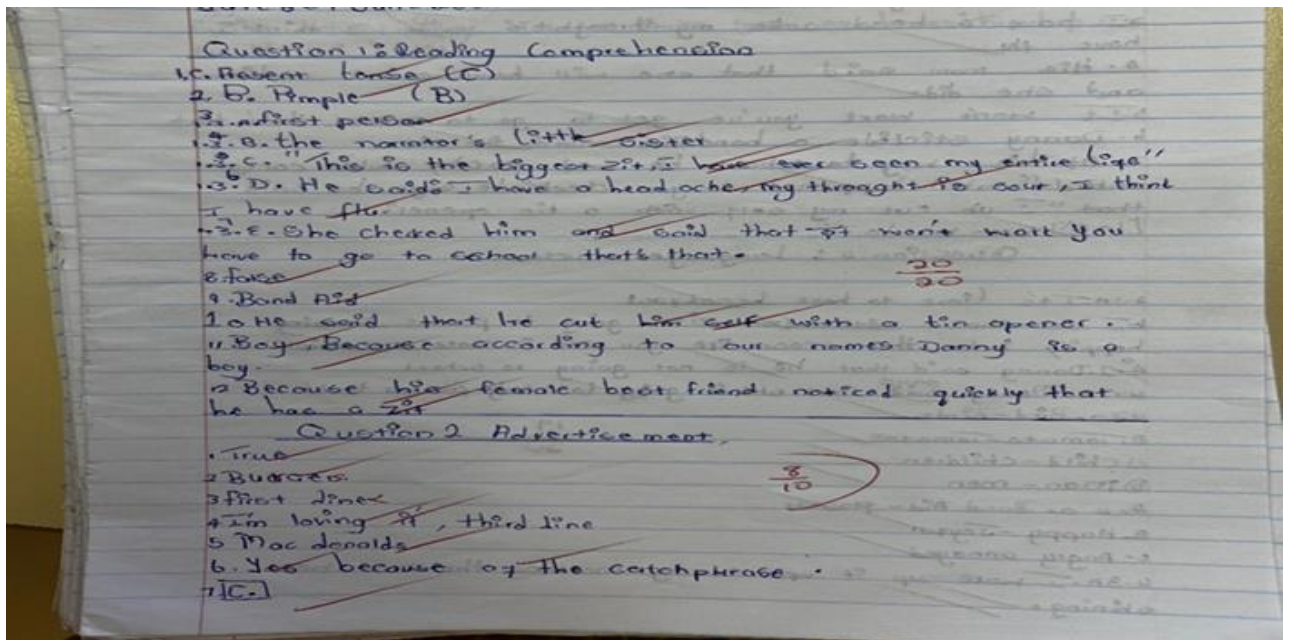 Question 1: Reading Comprehension
1. C. Present tense (C)
2. B. Pimple (B)
3. A first person
4. B. the narrator's little sister
5. C. "This is the biggest zit, I have ever seen my entire life"
6. D. He said: I have a head ache, my throught is sour, I think
I have flu
7. E. She checked him and said that it won't work you
have to go to school that's that.
8. false
9. Band Aid
20
20
10 He said that he cut him self with a tin opener.
11. Boy. Because according to our names Danny is a
boy.
12 Because his female best friend noticed quickly that
he has a zit
Qustion 2 Advertisement.
. True
2 Burgers.
3 first line
8
10
4 I'm loving it, third line
5 Mac donalds
6. Yes because of the catchphrase.
7 C.